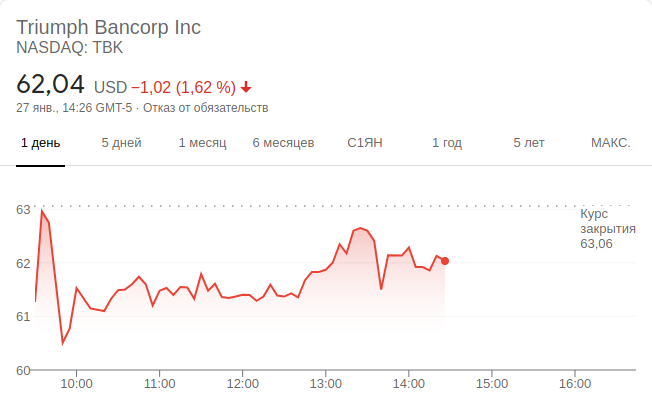 Triumph Bancorp Inc
NASDAQ: TBK
62,04 USD −1,02 (1,62 %)
27 янв., 14:26 GMT-5 · Отказ от обязательств
1 день 5 дней 1 месяц 6 месяцев С1ЯН 1 год 5 лет МАКС.
63
Курс
закрытия
63,06
62
61
60
10:00 11:00 12:00 13:00 14:00 15:00 16:00